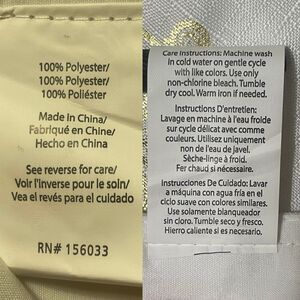 100% Polyester/
100% Polyester/
100% Poliéster
Made in China/
Fabriqué en Chine/
Hecho en China
See reverse for care/
Voir l'inverse pour le soin/
Vea el revés para el cuidado
RN# 156033
Care Instructions: Machine wash
in cold water on gentle cycle
with like colors. Use only
non-chlorine bleach. Tumble
dry cool. Warm iron if needed.
Instructions D'entretien:
Lavage en machine à l'eau froide
sur cycle délicat avec comme
couleurs. Utilisez uniquement
non de l'eau de javel.
Sèche-linge à froid.
Fer chaud si nécessaire.
Instrucciones De Cuidado: Lavar
a máquina con agua fría en el
ciclo suave con colores similares.
Use solamente blanqueador
sin cloro. Tumble seco y fresco.
Hierro caliente si es necesario.